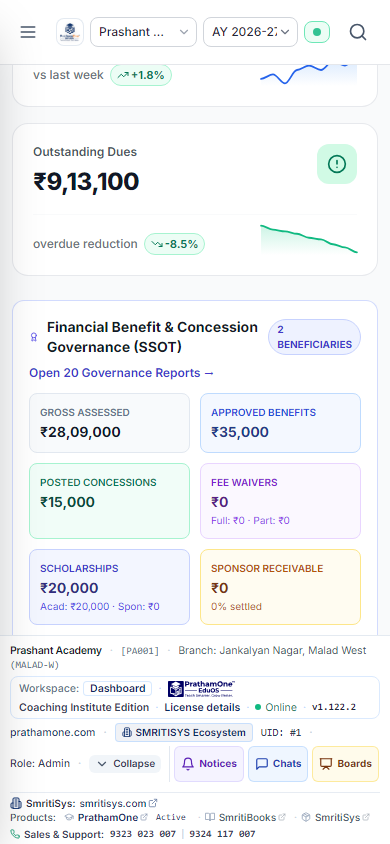 Prashant ...
AY 2026-27
vs last week +1.8%
Outstanding Dues
₹9,13,100
overdue reduction -8.5%
Financial Benefit & Concession
Governance (SSOT)
2
BENEFICIARIES
Open 20 Governance Reports →
GROSS ASSESSED
₹28,09,000
APPROVED BENEFITS
₹35,000
POSTED CONCESSIONS
₹15,000
FEE WAIVERS
₹0
Full: ₹0 · Part: ₹0
SCHOLARSHIPS
₹20,000
Acad: ₹20,000 · Spon: ₹0
SPONSOR RECEIVABLE
₹0
0% settled
Prashant Academy · [PA001] · Branch: Jankalyan Nagar, Malad West
(MALAD-W)
Workspace: Dashboard · PrathamOne
EduOS
Coaching Institute Edition · License details · Online · v1.122.2
prathamone.com · SMRITISYS Ecosystem UID: #1 ·
Role: Admin · Collapse Notices Chats Boards
SmritiSys: smritisys.com
Products: PrathamOne Active · SmritiBooks · SmritiSys
Sales & Support: 9323 023 007 | 9324 117 007